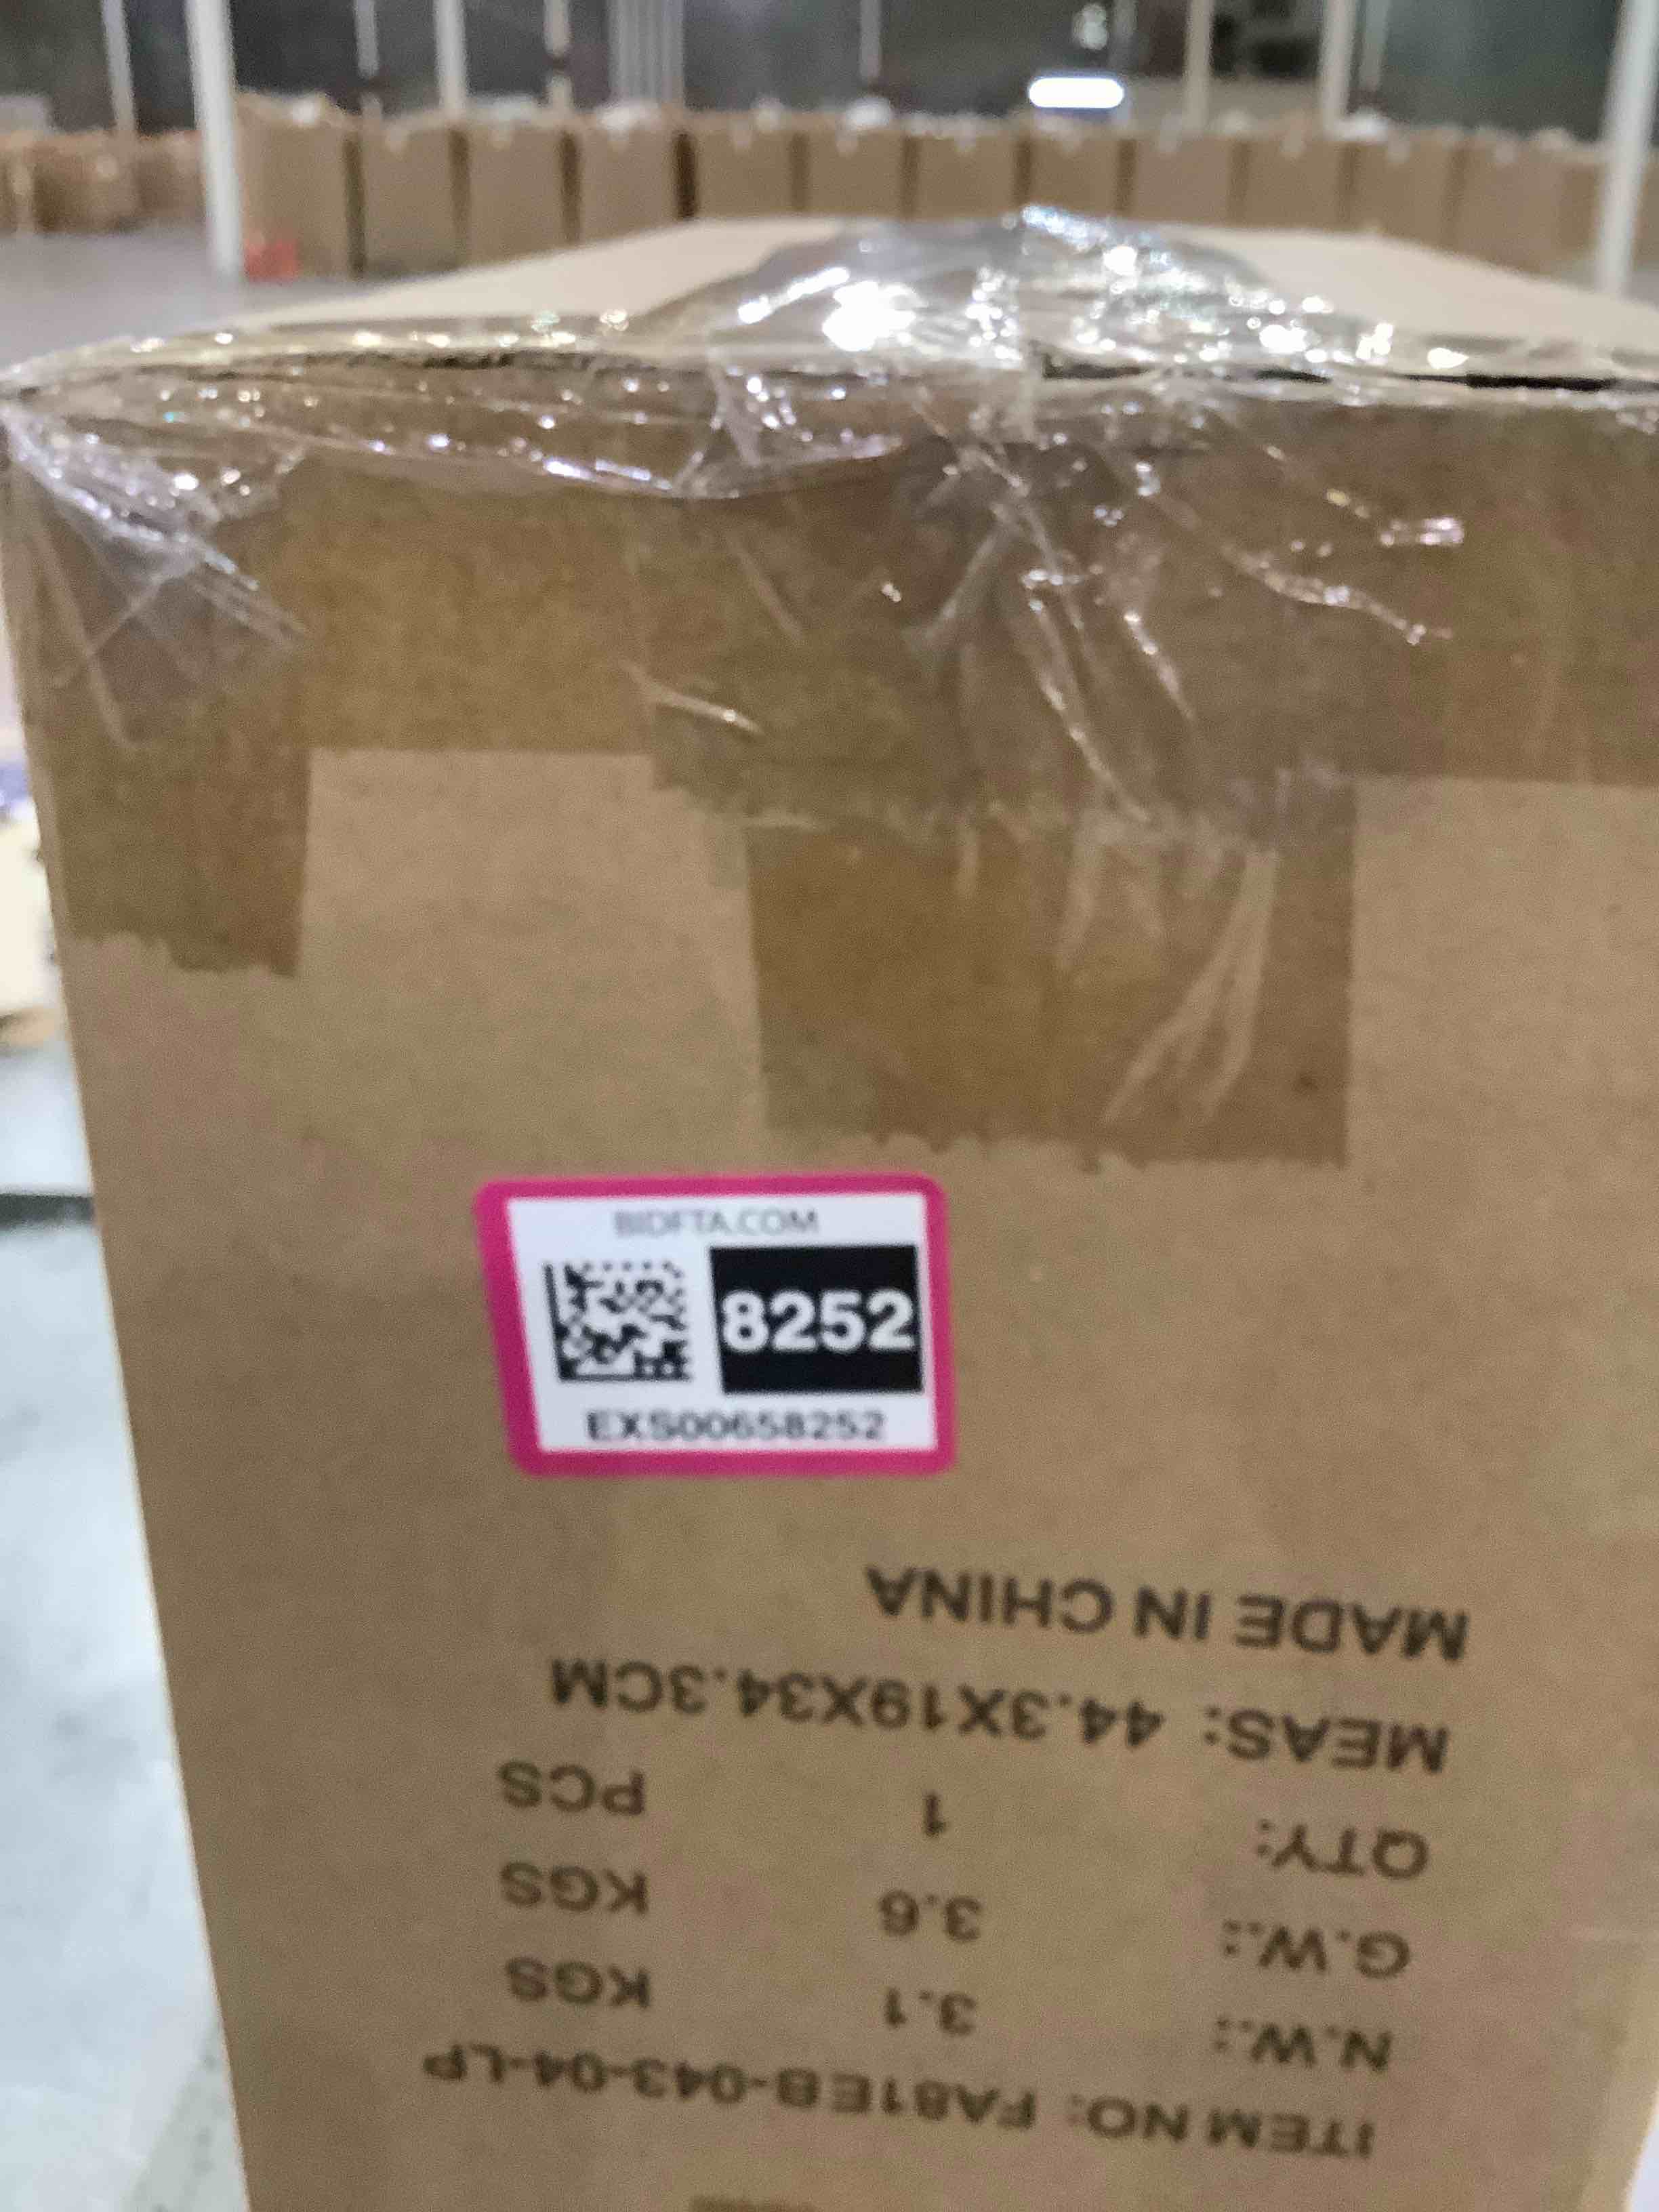 BIDFTA.COM
8252
EXS00658252
ITEM NO: FA81EB-043-04-LP
N.W.: 3.1 KGS
G.W.: 3.6 KGS
QTY: 1 PCS
MEAS: 44.3X19X34.3CM
MADE IN CHINA